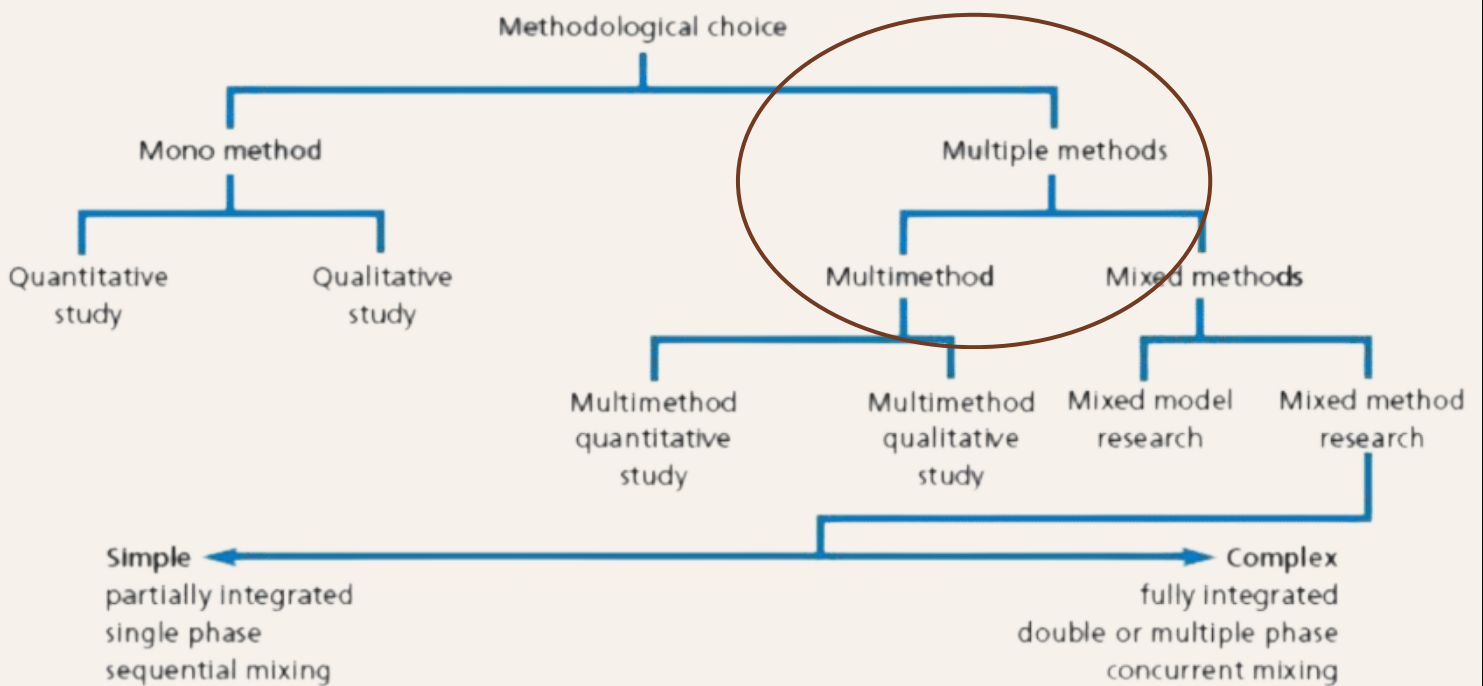 Methodological choice
Mono method
Multiple methods
Quantitative
study
Qualitative
study
Multimethod
Mixed methods
Multimethod
quantitative
study
Multimethod
qualitative
study
Mixed model
research
Mixed method
research
Simple
partially integrated
single phase
sequential mixing
Complex
fully integrated
double or multiple phase
concurrent mixing